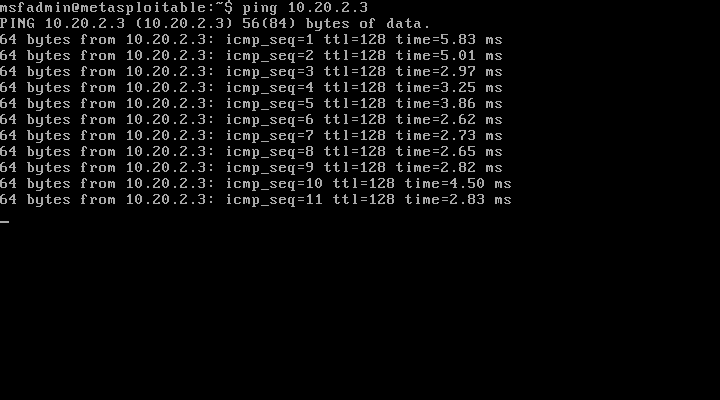 msfadmin@metasploitable:~$ ping 10.20.2.3
PING 10.20.2.3 (10.20.2.3) 56(84) bytes of data.
64 bytes from 10.20.2.3: icmp_seq=1 ttl=128 time=5.83 ms
64 bytes from 10.20.2.3: icmp_seq=2 ttl=128 time=5.01 ms
64 bytes from 10.20.2.3: icmp_seq=3 ttl=128 time=2.97 ms
64 bytes from 10.20.2.3: icmp_seq=4 ttl=128 time=3.25 ms
64 bytes from 10.20.2.3: icmp_seq=5 ttl=128 time=3.86 ms
64 bytes from 10.20.2.3: icmp_seq=6 ttl=128 time=2.62 ms
64 bytes from 10.20.2.3: icmp_seq=7 ttl=128 time=2.73 ms
64 bytes from 10.20.2.3: icmp_seq=8 ttl=128 time=2.65 ms
64 bytes from 10.20.2.3: icmp_seq=9 ttl=128 time=2.82 ms
64 bytes from 10.20.2.3: icmp_seq=10 ttl=128 time=4.50 ms
64 bytes from 10.20.2.3: icmp_seq=11 ttl=128 time=2.83 ms